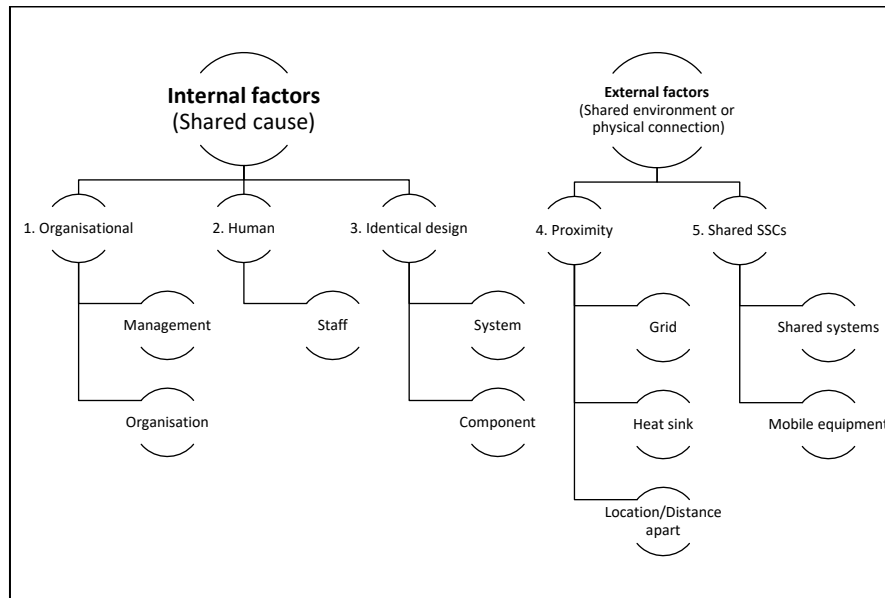 Internal factors
(Shared cause)
External factors
(Shared environment or
physical connection)
1. Organisational
2. Human
3. Identical design
4. Proximity
5. Shared SSCs
Management
Staff
System
Grid
Shared systems
Organisation
Component
Heat sink
Mobile equipment
Location/Distance
apart